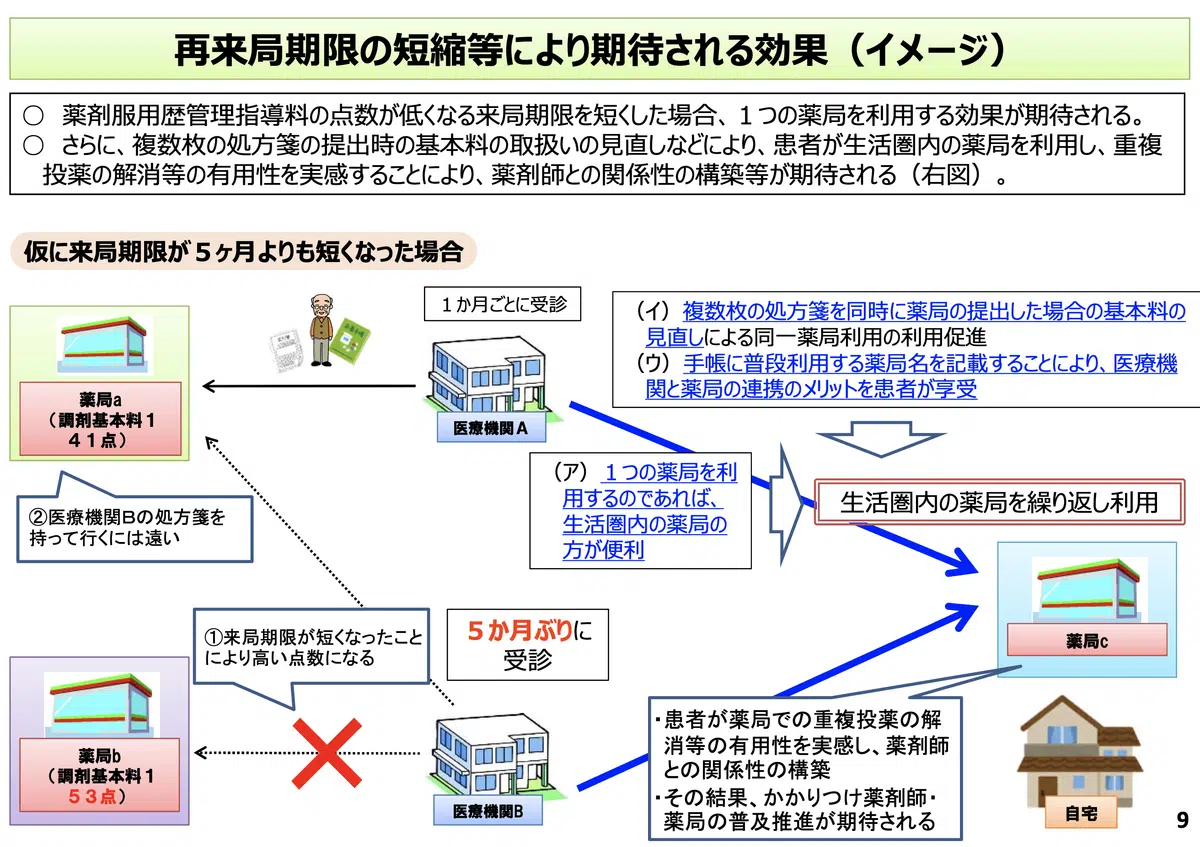 再来局期限の短縮等により期待される効果（イメージ）
○　薬剤服用歴管理指導料の点数が低くなる来局期限を短くした場合、１つの薬局を利用する効果が期待される。
○　さらに、複数枚の処方箋の提出時の基本料の取扱いの見直しなどにより、患者が生活圏内の薬局を利用し、重複
投薬の解消等の有用性を実感することにより、薬剤師との関係性の構築等が期待される（右図）。
仮に来局期限が５ヶ月よりも短くなった場合
１か月ごとに受診
（イ）複数枚の処方箋を同時に薬局の提出した場合の基本料の
見直しによる同一薬局利用の利用促進
（ウ）手帳に普段利用する薬局名を記載することにより、医療機
関と薬局の連携のメリットを患者が享受
薬局a
（調剤基本料１
４１点）
医療機関Ａ
（ア）１つの薬局を利
用するのであれば、
生活圏内の薬局の
方が便利
生活圏内の薬局を繰り返し利用
②医療機関Ｂの処方箋を
持って行くには遠い
薬局c
①来局期限が短くなったこと
により高い点数になる
５か月ぶりに
受診
薬局b
（調剤基本料１
５３点）
医療機関B
・患者が薬局での重複投薬の解
消等の有用性を実感し、薬剤師
との関係性の構築
・その結果、かかりつけ薬剤師・
薬局の普及推進が期待される
自宅
9